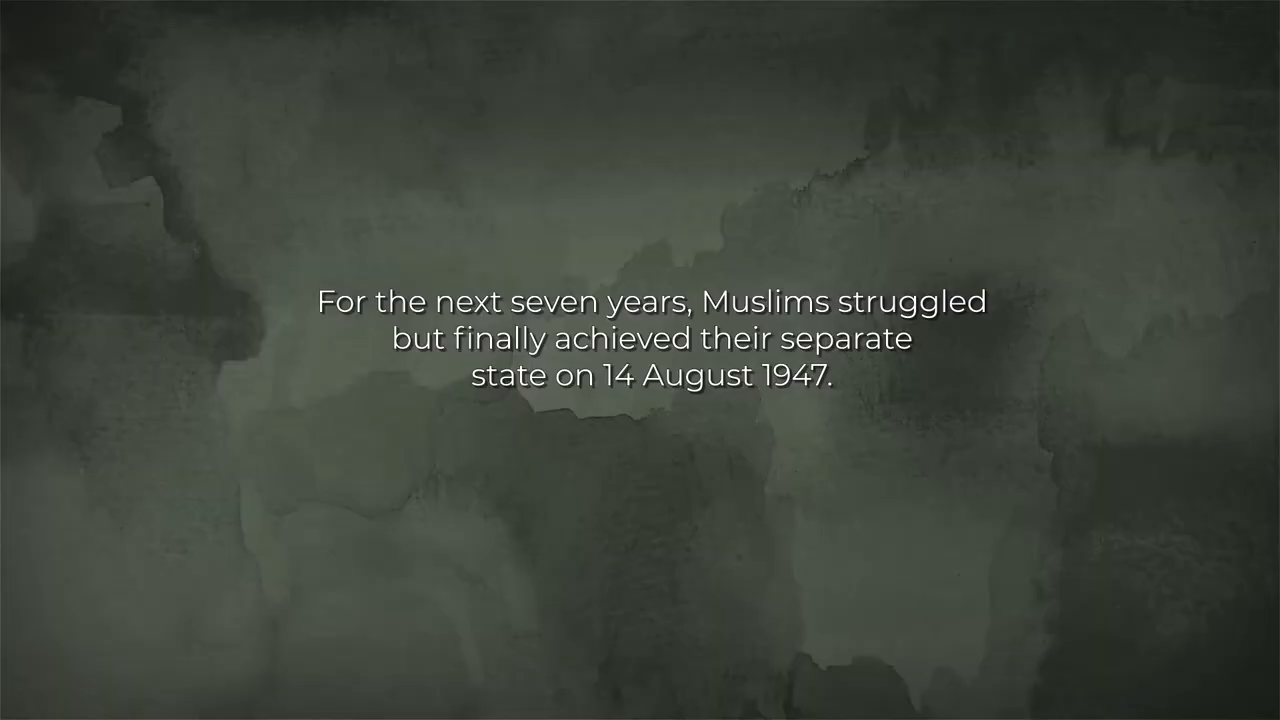 For the next seven years, Muslims struggled
but finally achieved their separate
state on 14 August 1947.